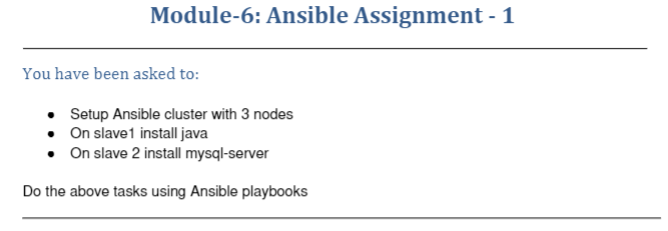 Module-6: Ansible Assignment - 1
You have been asked to:
● Setup Ansible cluster with 3 nodes
● On slave1 install java
● On slave 2 install mysql-server
Do the above tasks using Ansible playbooks